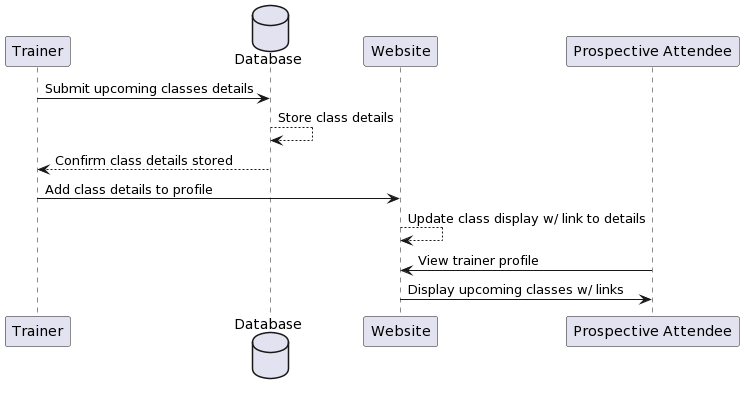 Trainer
Database
Website
Prospective Attendee
Submit upcoming classes details
Store class details
Confirm class details stored
Add class details to profile
Update class display w/ link to details
View trainer profile
Display upcoming classes w/ links
Trainer
Database
Website
Prospective Attendee